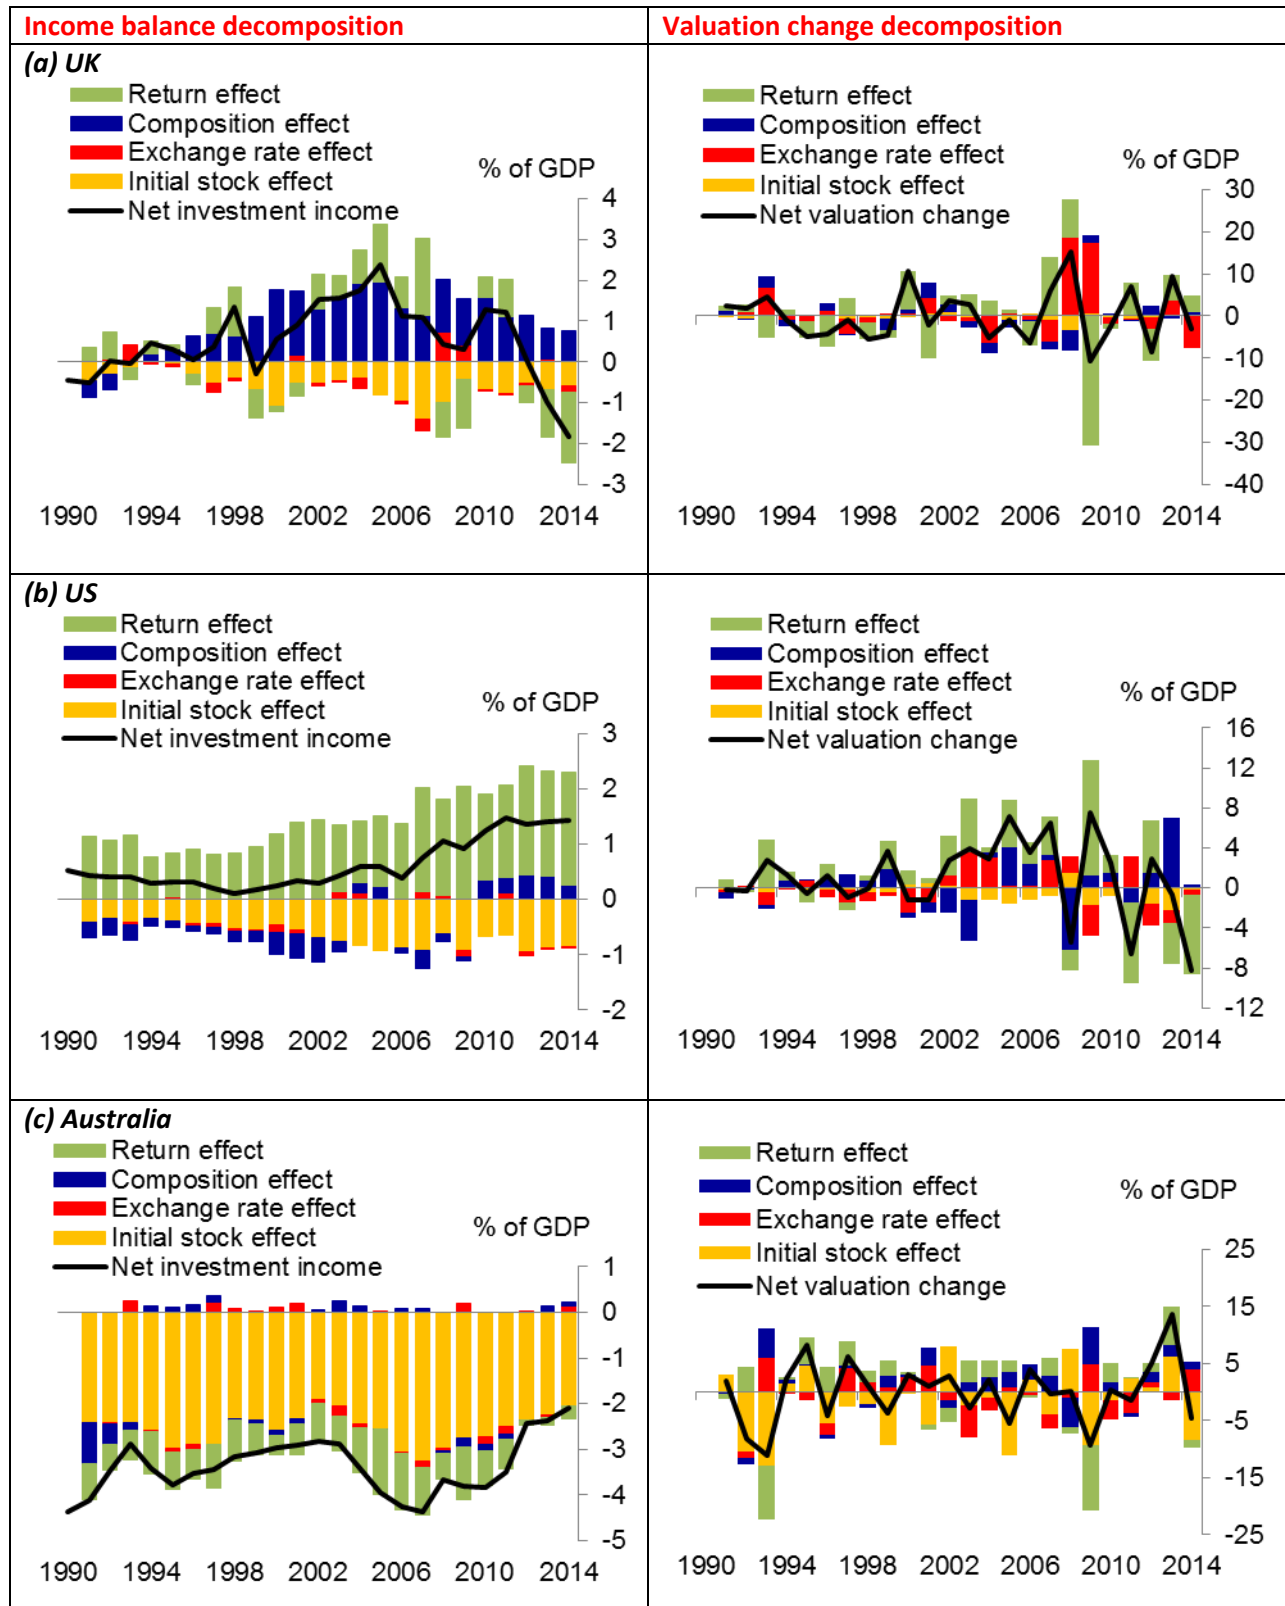 Income balance decomposition
Valuation change decomposition
(a) UK
Return effect
Composition effect
Exchange rate effect
Initial stock effect
Net investment income
% of GDP
4
3
2
1
0
-1
-2
-3
1990 1994 1998 2002 2006 2010 2014
Return effect
Composition effect
Exchange rate effect
Initial stock effect
Net valuation change
% of GDP
30
20
10
0
-10
-20
-30
-40
1990 1994 1998 2002 2006 2010 2014
(b) US
Return effect
Composition effect
Exchange rate effect
Initial stock effect
Net investment income
% of GDP
3
2
1
0
-1
-2
1990 1994 1998 2002 2006 2010 2014
Return effect
Composition effect
Exchange rate effect
Initial stock effect
Net valuation change
% of GDP
16
12
8
4
0
-4
-8
-12
1990 1994 1998 2002 2006 2010 2014
(c) Australia
Return effect
Composition effect
Exchange rate effect
Initial stock effect
Net investment income
% of GDP
1
0
-1
-2
-3
-4
-5
1990 1994 1998 2002 2006 2010 2014
Return effect
Composition effect
Exchange rate effect
Initial stock effect
Net valuation change
% of GDP
25
15
5
-5
-15
-25
1990 1994 1998 2002 2006 2010 2014